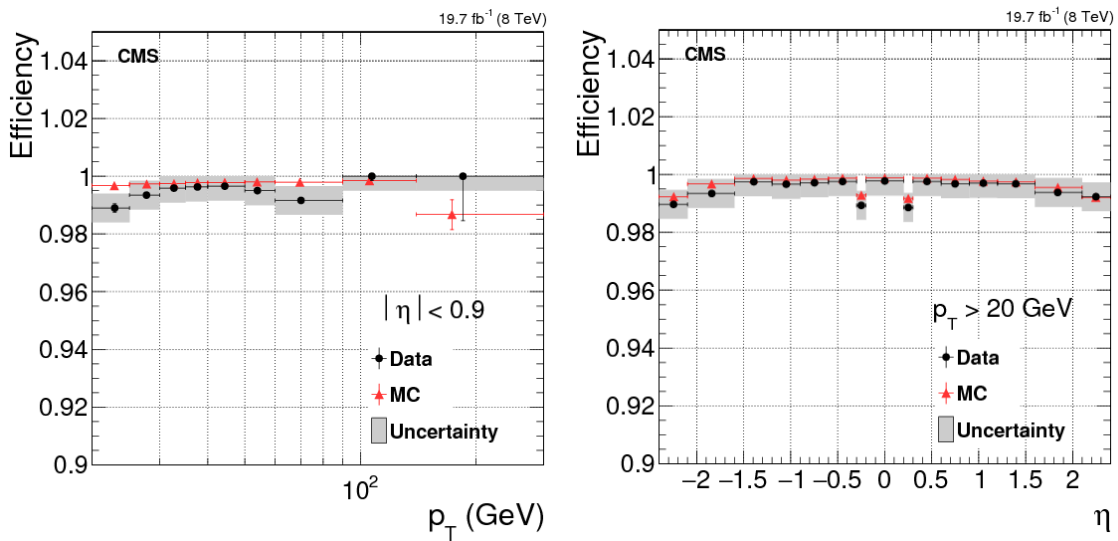 19.7 fb⁻¹ (8 TeV)
CMS
Efficiency
1.04
1.02
1
0.98
0.96
0.94
0.92
0.9
| η | < 0.9
Data
MC
Uncertainty
10²
2×10²
p_T (GeV)
19.7 fb⁻¹ (8 TeV)
CMS
Efficiency
1.04
1.02
1
0.98
0.96
0.94
0.92
0.9
p_T > 20 GeV
Data
MC
Uncertainty
−2 −1.5 −1 −0.5 0 0.5 1 1.5 2
η